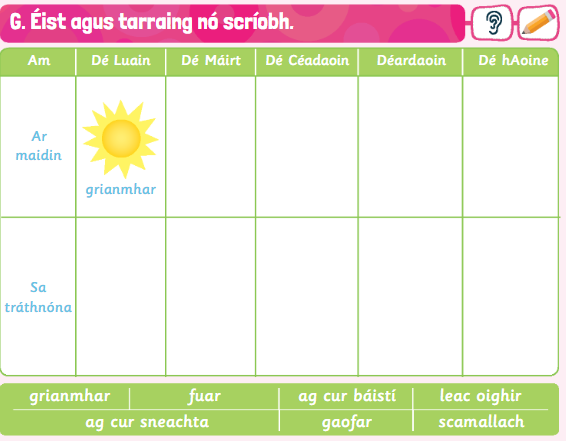 G. Éist agus tarraing nó scríobh.
Am Dé Luain Dé Máirt Dé Céadaoin Déardaoin Dé hAoine
Ar
maidin
grianmhar
Sa
tráthnóna
grianmhar fuar ag cur báistí leac oighir
ag cur sneachta gaofar scamallach